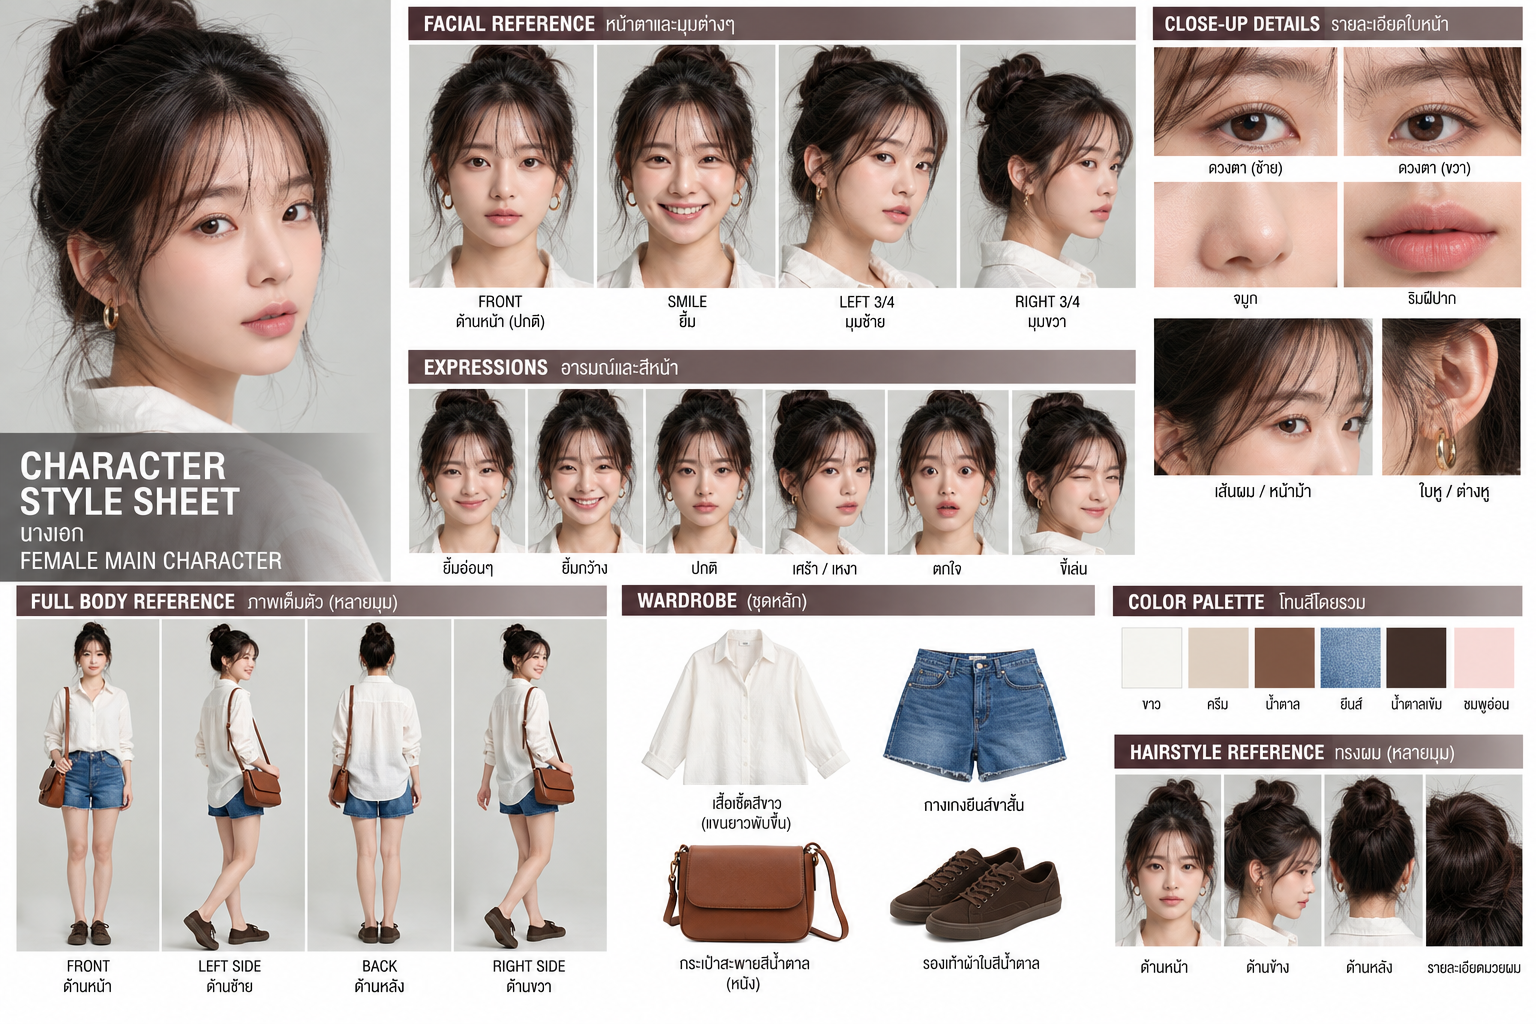 CHARACTER
STYLE SHEET
นางเอก
FEMALE MAIN CHARACTER
FACIAL REFERENCE หน้าตาและมุมต่างๆ
FRONT
ด้านหน้า (ปกติ)
SMILE
ยิ้ม
LEFT 3/4
มุมซ้าย
RIGHT 3/4
มุมขวา
EXPRESSIONS อารมณ์และสีหน้า
ยิ้มอ่อนๆ
ยิ้มกว้าง
ปกติ
เศร้า / เหงา
ตกใจ
ขี้เล่น
CLOSE-UP DETAILS รายละเอียดใบหน้า
ดวงตา (ซ้าย)
ดวงตา (ขวา)
จมูก
ริมฝีปาก
เส้นผม / หน้าม้า
ใบหู / ต่างหู
FULL BODY REFERENCE ภาพเต็มตัว (หลายมุม)
FRONT
ด้านหน้า
LEFT SIDE
ด้านซ้าย
BACK
ด้านหลัง
RIGHT SIDE
ด้านขวา
WARDROBE (ชุดหลัก)
เสื้อเชิ้ตสีขาว
(แขนยาวพับขึ้น)
กางเกงยีนส์ขาสั้น
กระเป๋าสะพายสีน้ำตาล
(หนัง)
รองเท้าผ้าใบสีน้ำตาล
COLOR PALETTE โทนสีโดยรวม
ขาว
ครีม
น้ำตาล
ยีนส์
น้ำตาลเข้ม
ชมพูอ่อน
HAIRSTYLE REFERENCE ทรงผม (หลายมุม)
ด้านหน้า
ด้านข้าง
ด้านหลัง
รายละเอียดมวยผม